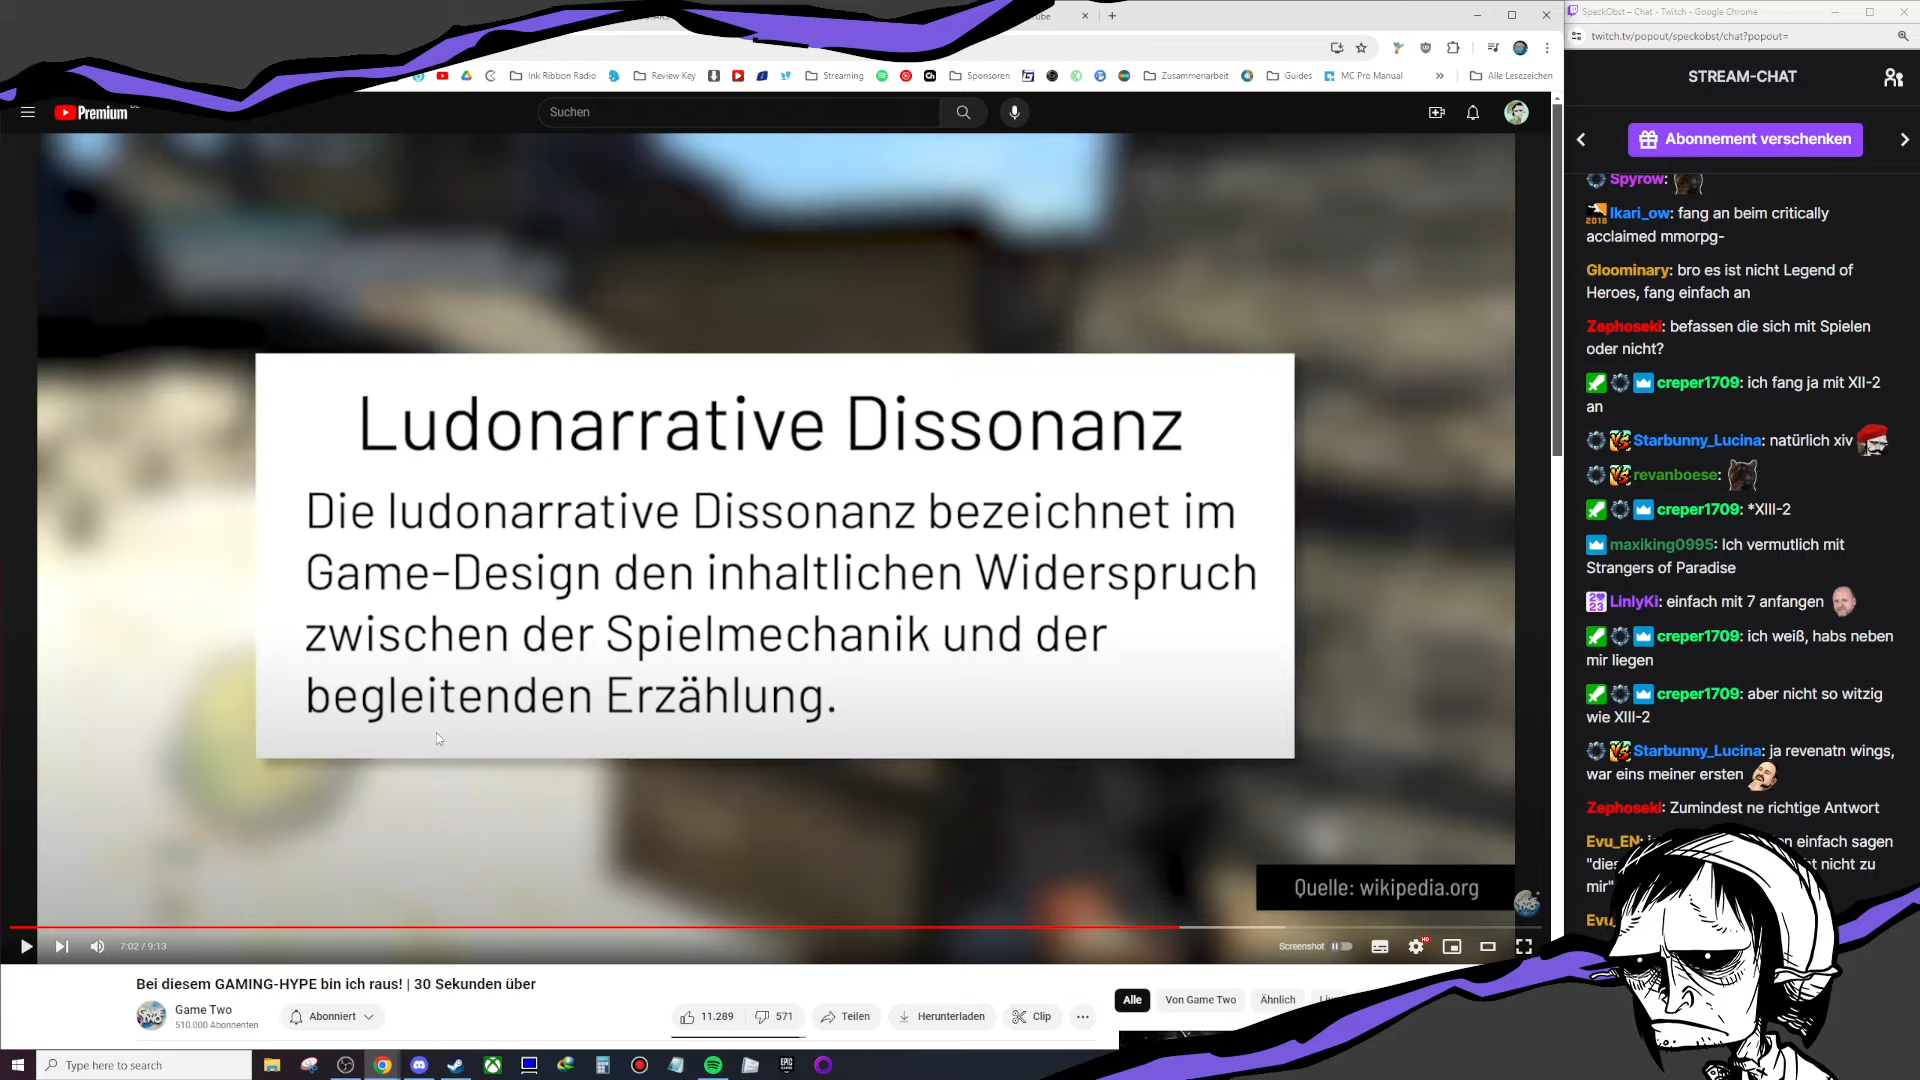 SpeckObst – Chat - Twitch - Google Chrome
twitch.tv/popout/speckobst/chat?popout=
Ink Ribbon Radio
Review Key
Streaming
Sponsoren
Zusammenarbeit
Guides
MC Pro Manual
»
Alle Lesezeichen
Premium
Suchen
Ludonarrative Dissonanz
Die ludonarrative Dissonanz bezeichnet im
Game-Design den inhaltlichen Widerspruch
zwischen der Spielmechanik und der
begleitenden Erzählung.
Quelle: wikipedia.org
7:02 / 9:13
Screenshot
Bei diesem GAMING-HYPE bin ich raus! | 30 Sekunden über
Game Two
510.000 Abonnenten
Abonniert
11.289
571
Teilen
Herunterladen
Clip
Alle
Von Game Two
Ähnlich
Type here to search
STREAM-CHAT
Abonnement verschenken
Spyrow:
Ikari_ow: fang an beim critically
acclaimed mmorpg-
Gloominary: bro es ist nicht Legend of
Heroes, fang einfach an
Zephoseki: befassen die sich mit Spielen
oder nicht?
creper1709: ich fang ja mit XII-2
an
Starbunny_Lucina: natürlich xiv
revanboese:
creper1709: *XIII-2
maxiking0995: Ich vermutlich mit
Strangers of Paradise
LinlyKi: einfach mit 7 anfangen
creper1709: ich weiß, habs neben
mir liegen
creper1709: aber nicht so witzig
wie XIII-2
Starbunny_Lucina: ja revenatn wings,
war eins meiner ersten
Zephoseki: Zumindest ne richtige Antwort
Evu_EN: einfach sagen
nicht zu
mir"